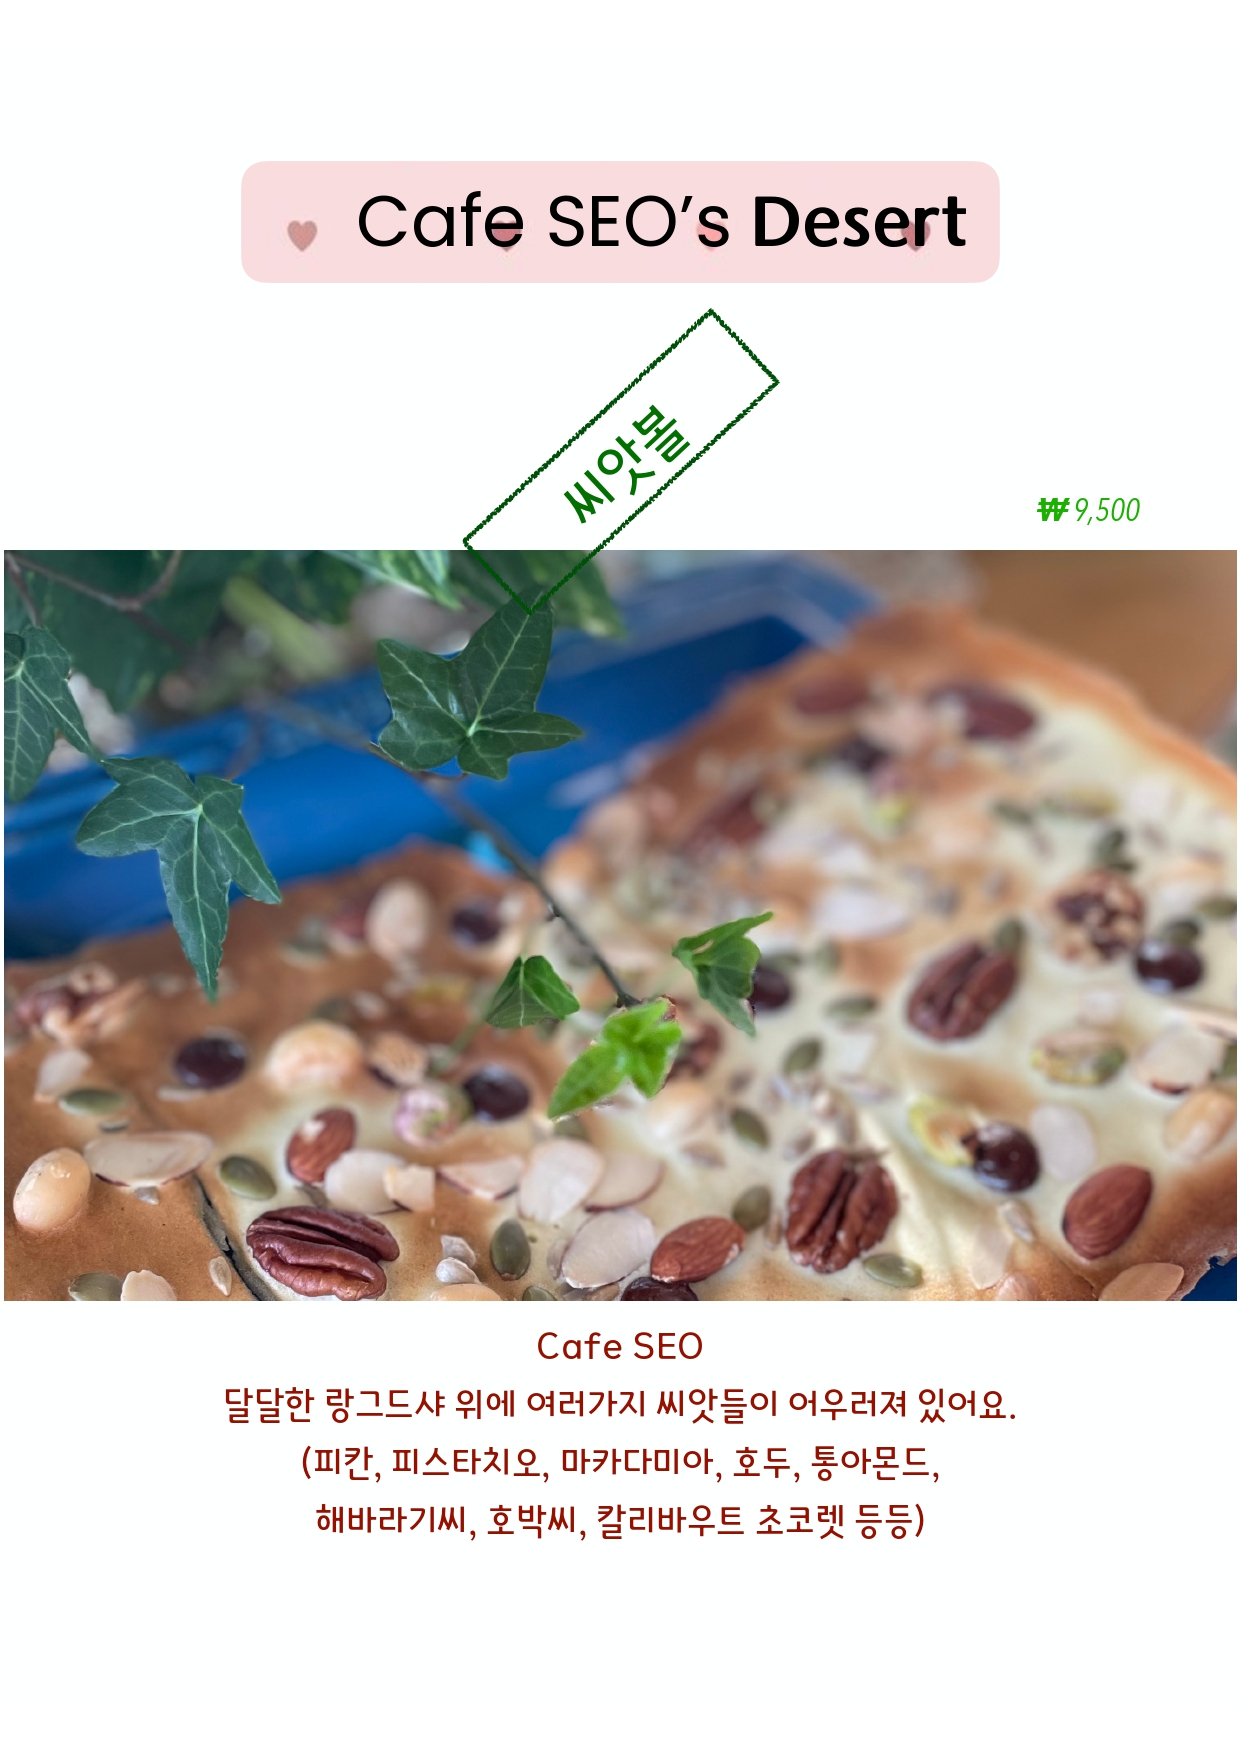 Cafe SEO’s Desert
씨앗볼
₩9,500
Cafe SEO
달달한 랑그드샤 위에 여러가지 씨앗들이 어우러져 있어요.
(피칸, 피스타치오, 마카다미아, 호두, 통아몬드,
해바라기씨, 호박씨, 칼리바우트 초코렛 등등)